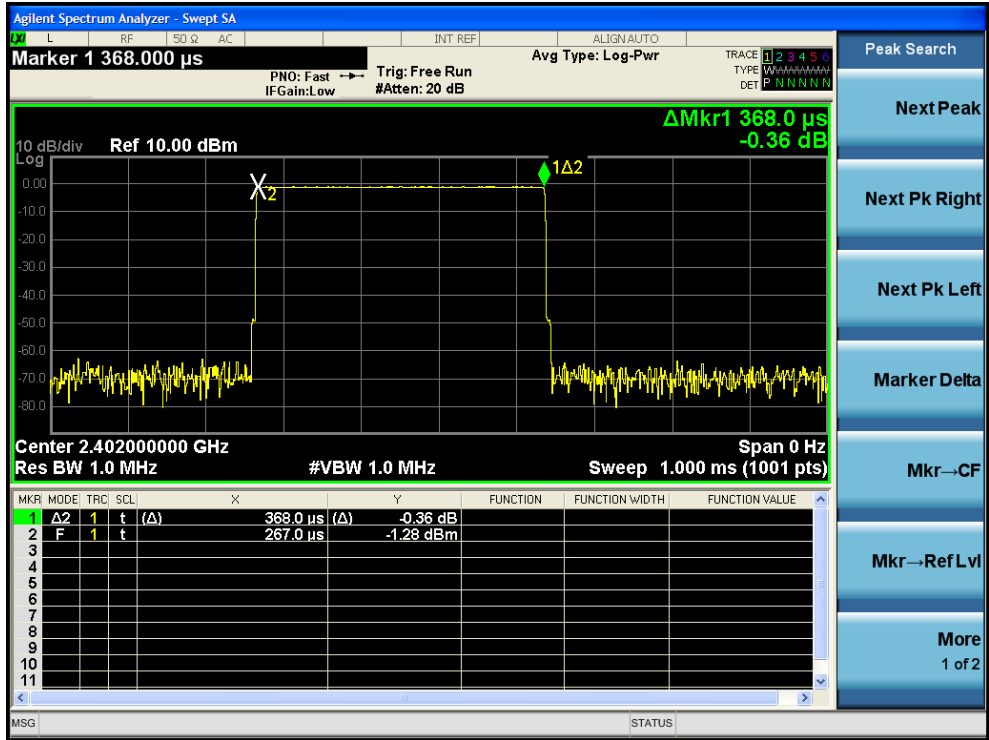 Agilent Spectrum Analyzer - Swept SA
LXI L RF 50 Ω AC INT REF ALIGN AUTO
Marker 1 368.000 µs
PNO: Fast
IFGain:Low
Trig: Free Run
#Atten: 20 dB
Avg Type: Log-Pwr
TRACE 1 2 3 4 5 6
TYPE
DET P N N N N N
ΔMkr1 368.0 µs
-0.36 dB
10 dB/div Ref 10.00 dBm
Log
0.00
-10.0
-20.0
-30.0
-40.0
-50.0
-60.0
-70.0
-80.0
2
1Δ2
Center 2.402000000 GHz Span 0 Hz
Res BW 1.0 MHz #VBW 1.0 MHz Sweep 1.000 ms (1001 pts)
MKR MODE TRC SCL X Y FUNCTION FUNCTION WIDTH FUNCTION VALUE
1 Δ2 1 t (Δ) 368.0 µs (Δ) -0.36 dB
2 F 1 t 267.0 µs -1.28 dBm
3
4
5
6
7
8
9
10
11
MSG STATUS
Peak Search
Next Peak
Next Pk Right
Next Pk Left
Marker Delta
Mkr→CF
Mkr→Ref Lvl
More
1 of 2